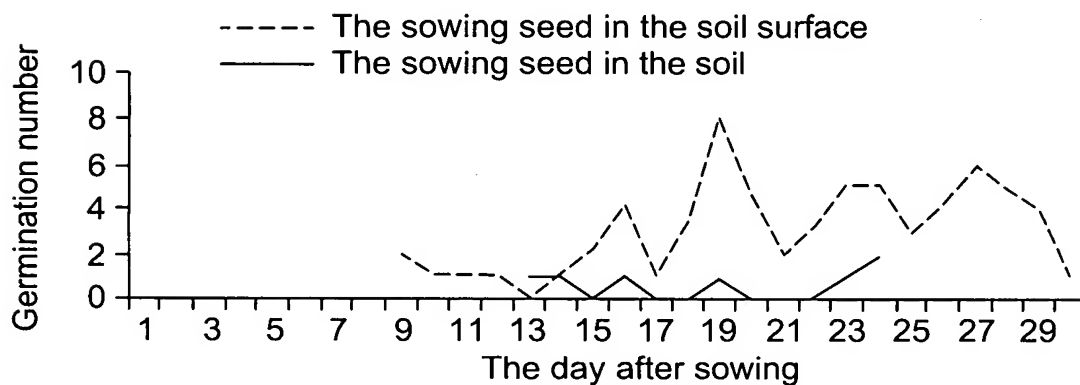 The sowing seed in the soil surface
The sowing seed in the soil
Germination number
10
8
6
4
2
0
1 3 5 7 9 11 13 15 17 19 21 23 25 27 29
The day after sowing